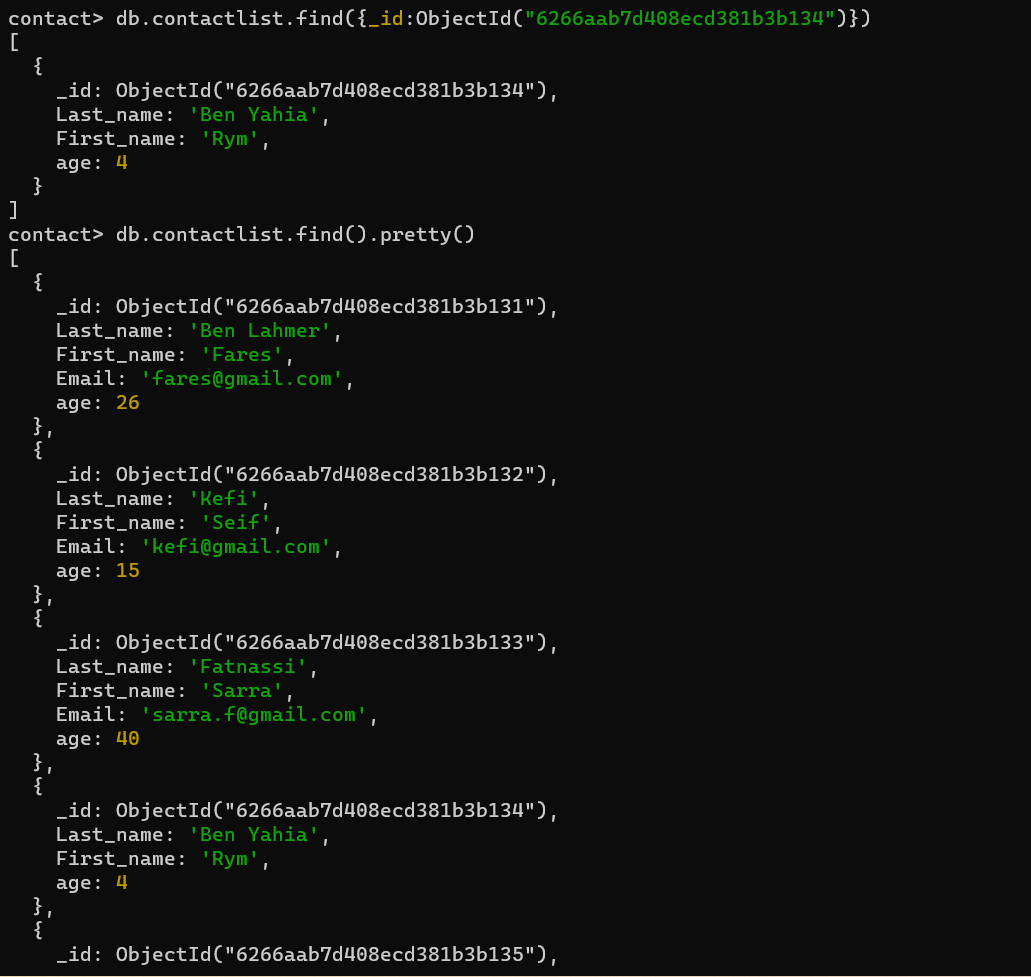 contact> db.contactlist.find({_id:ObjectId("6266aab7d408ecd381b3b134")})
[
  {
    _id: ObjectId("6266aab7d408ecd381b3b134"),
    Last_name: 'Ben Yahia',
    First_name: 'Rym',
    age: 4
  }
]
contact> db.contactlist.find().pretty()
[
  {
    _id: ObjectId("6266aab7d408ecd381b3b131"),
    Last_name: 'Ben Lahmer',
    First_name: 'Fares',
    Email: 'fares@gmail.com',
    age: 26
  },
  {
    _id: ObjectId("6266aab7d408ecd381b3b132"),
    Last_name: 'Kefi',
    First_name: 'Seif',
    Email: 'kefi@gmail.com',
    age: 15
  },
  {
    _id: ObjectId("6266aab7d408ecd381b3b133"),
    Last_name: 'Fatnassi',
    First_name: 'Sarra',
    Email: 'sarra.f@gmail.com',
    age: 40
  },
  {
    _id: ObjectId("6266aab7d408ecd381b3b134"),
    Last_name: 'Ben Yahia',
    First_name: 'Rym',
    age: 4
  },
  {
    _id: ObjectId("6266aab7d408ecd381b3b135"),